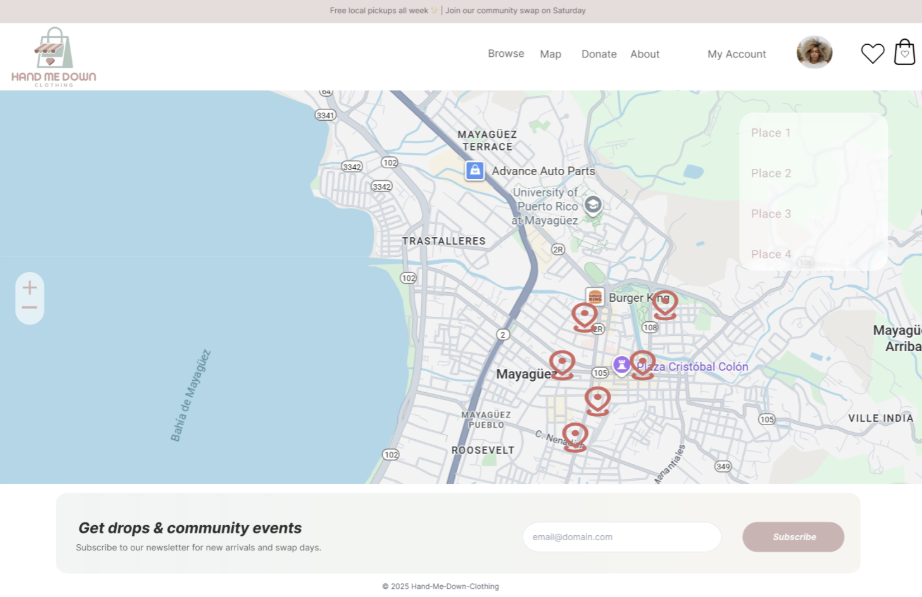 Free local pickups all week ✨ | Join our community swap on Saturday
HAND ME DOWN
CLOTHING
Browse
Map
Donate
About
My Account
64
3341
MAYAGÜEZ
TERRACE
3342
102
Advance Auto Parts
3342
University of
Puerto Rico
at Mayagüez
TRASTALLERES
2R
102
Burger King
2R
108
2
Mayagüez
105
Plaza Cristóbal Colón
Mayagü
Arriba
Bahía de Mayagüez
MAYAGÜEZ
PUEBLO
105
VILLE INDIA
C. Nenad
ROOSEVELT
102
349
Manantiales
Place 1
Place 2
Place 3
Place 4
+
−
Get drops & community events
Subscribe to our newsletter for new arrivals and swap days.
email@domain.com
Subscribe
© 2025 Hand-Me-Down-Clothing